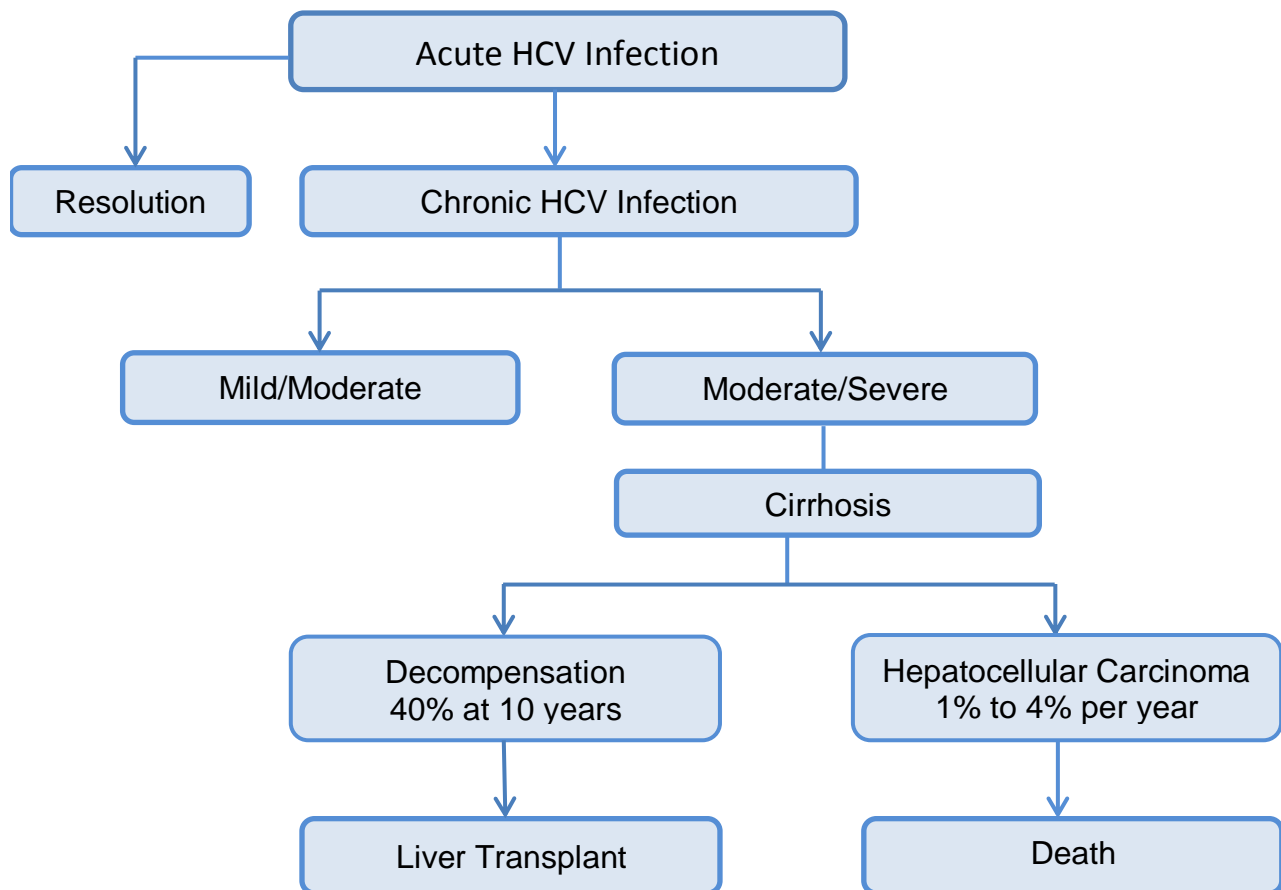 Acute HCV Infection
Resolution
Chronic HCV Infection
Mild/Moderate
Moderate/Severe
Cirrhosis
Decompensation
40% at 10 years
Hepatocellular Carcinoma
1% to 4% per year
Liver Transplant
Death